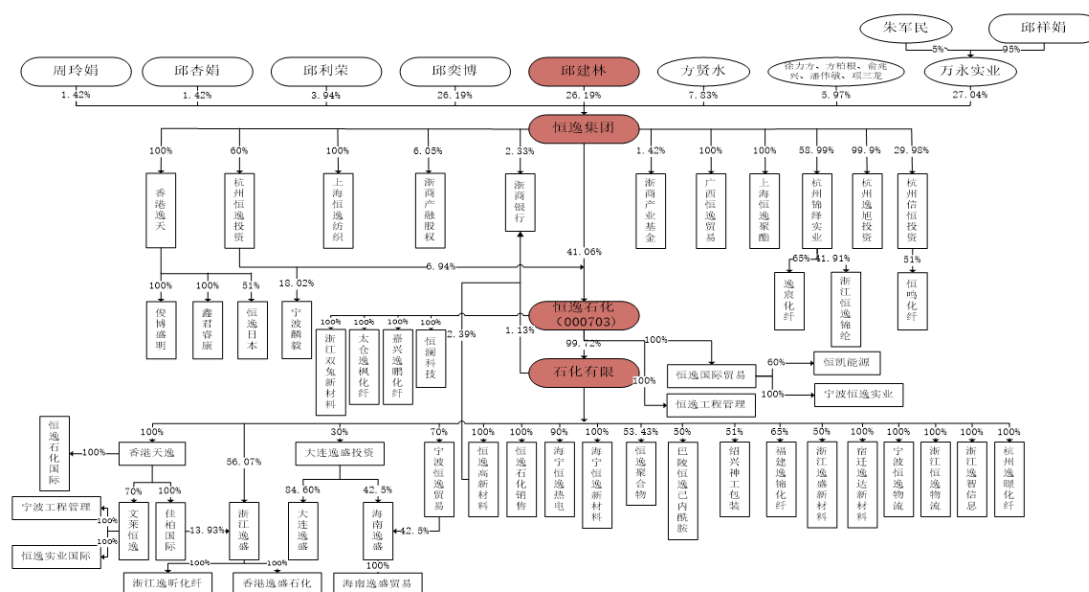 朱军民
邱祥娟
5%
95%
周玲娟
邱杏娟
邱利荣
邱奕博
邱建林
方贤水
徐力方、方柏根、俞兆
兴、潘伟敏、项三龙
万永实业
1.42%
1.42%
3.94%
26.19%
26.19%
7.83%
5.97%
27.04%
恒逸集团
100%
60%
100%
6.05%
2.33%
1.42%
100%
100%
58.99%
99.9%
29.98%
香港逸天
杭州恒逸投资
上海恒逸纺织
浙商产融股权
浙商银行
浙商产业基金
广西恒逸贸易
上海恒逸聚酯
杭州锦绎实业
杭州逸旭投资
杭州信恒投资
41.06%
6.94%
65%
41.91%
51%
100%
100%
51%
18.02%
俊博盛明
鑫君睿康
恒逸日本
宁波麟毅
逸宸化纤
浙江恒逸锦纶
恒鸣化纤
恒逸石化
（000703）
100%
100%
100%
100%
2.39%
1.13%
浙江双兔新材料
太仓逸枫化纤
嘉兴逸鹏化纤
恒澜科技
99.72%
100%
100%
石化有限
恒逸国际贸易
60%
恒凯能源
100%
宁波恒逸实业
恒逸工程管理
恒逸石化国际
100%
100%
香港天逸
56.07%
30%
大连逸盛投资
70%
100%
100%
90%
100%
53.43%
50%
51%
65%
50%
100%
100%
100%
100%
100%
宁波恒逸贸易
恒逸高新材料
恒逸石化销售
海宁恒逸热电
海宁恒逸新材料
恒逸聚合物
巴陵恒逸己内酰胺
绍兴神工包装
福建逸锦化纤
浙江逸盛新材料
宿迁逸达新材料
宁波恒逸物流
浙江恒逸物流
浙江逸智信息
杭州逸暻化纤
70%
100%
84.60%
42.5%
宁波工程管理
100%
文莱恒逸
佳柏国际
13.93%
浙江逸盛
大连逸盛
海南逸盛
42.5%
100%
恒逸实业国际
100%
100%
100%
浙江逸昕化纤
香港逸盛石化
海南逸盛贸易